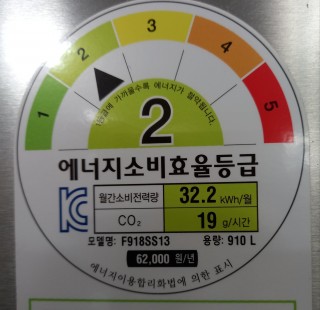 1 2 3 4 5
1등급에 가까울수록 에너지가 절약됩니다.
2
에너지소비효율등급
월간소비전력량 32.2 kWh/월
CO₂ 19 g/시간
모델명: F918SS13 용량: 910 L
62,000 원/년
에너지이용합리화법에 의한 표시